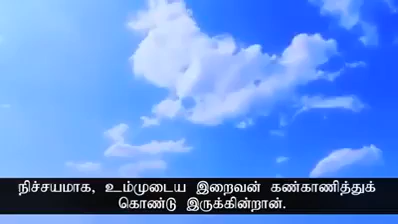 நிச்சயமாக, உம்முடைய இறைவன் கண்காணித்துக்
கொண்டு இருக்கின்றான்.